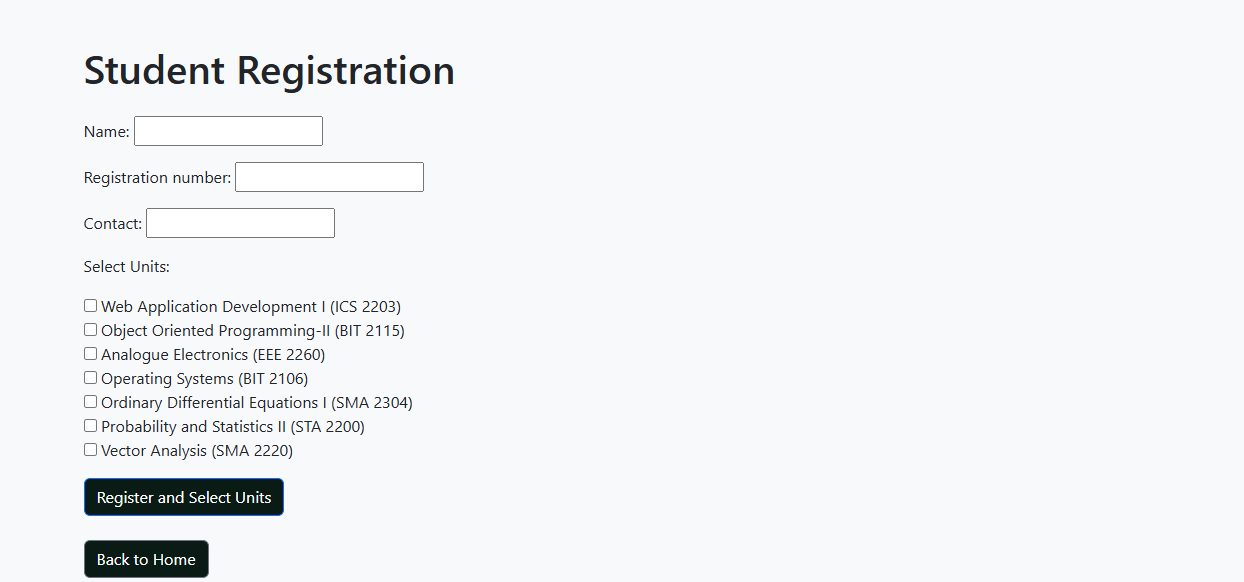 Student Registration
Name:
Registration number:
Contact:
Select Units:
Web Application Development I (ICS 2203)
Object Oriented Programming-II (BIT 2115)
Analogue Electronics (EEE 2260)
Operating Systems (BIT 2106)
Ordinary Differential Equations I (SMA 2304)
Probability and Statistics II (STA 2200)
Vector Analysis (SMA 2220)
Register and Select Units
Back to Home